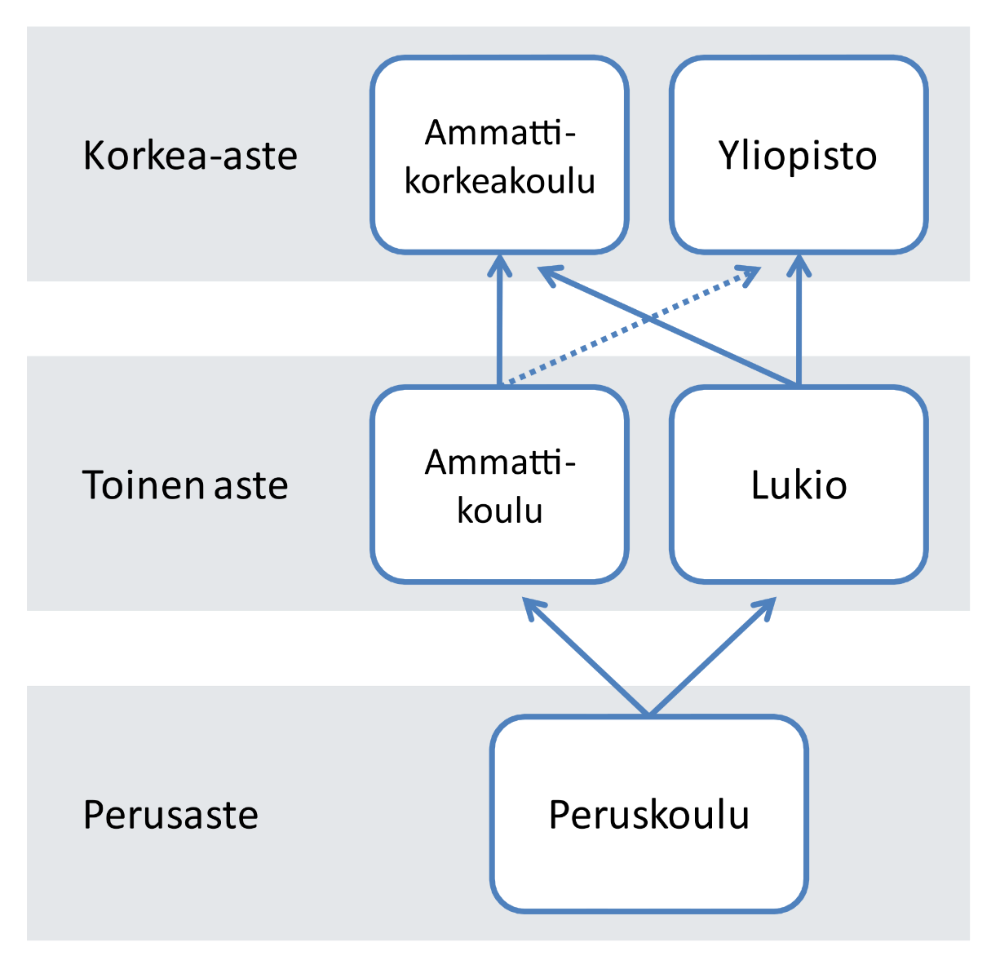 Korkea-aste
Ammatti-
korkeakoulu
Yliopisto
Toinen aste
Ammatti-
koulu
Lukio
Perusaste
Peruskoulu